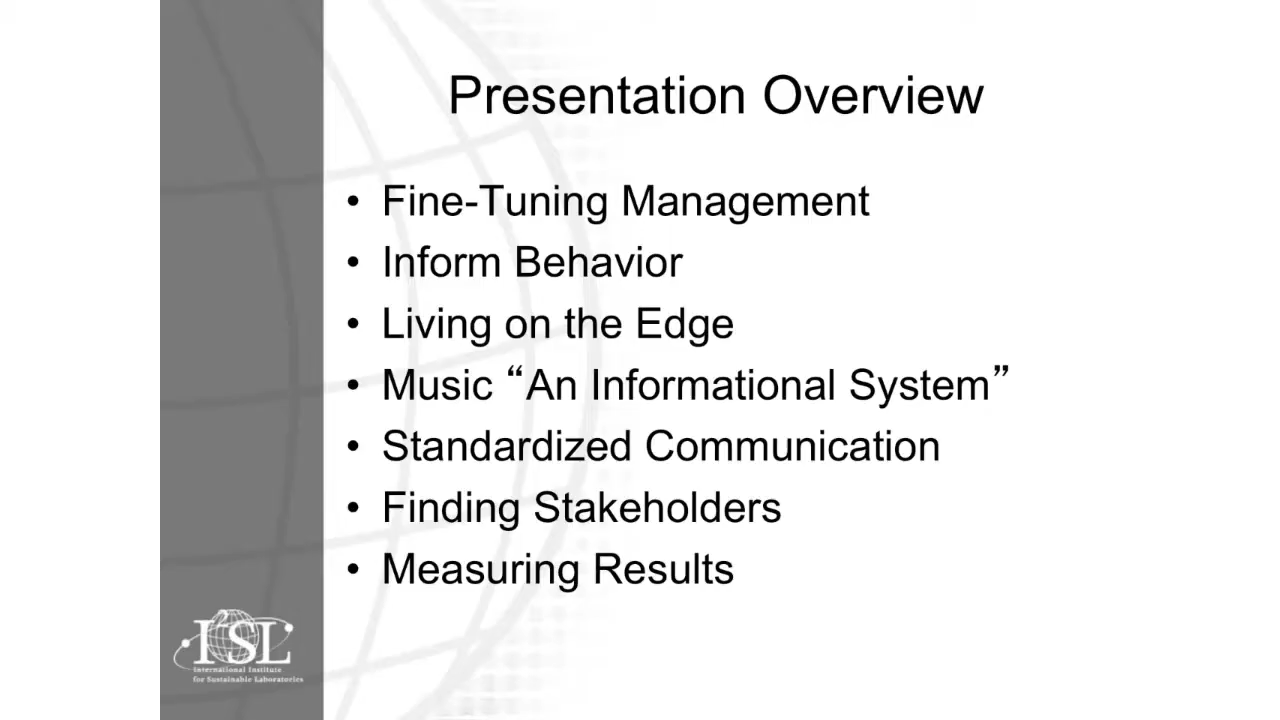 Presentation Overview
• Fine-Tuning Management
• Inform Behavior
• Living on the Edge
• Music “An Informational System”
• Standardized Communication
• Finding Stakeholders
• Measuring Results
I2SL
International Institute
for Sustainable Laboratories